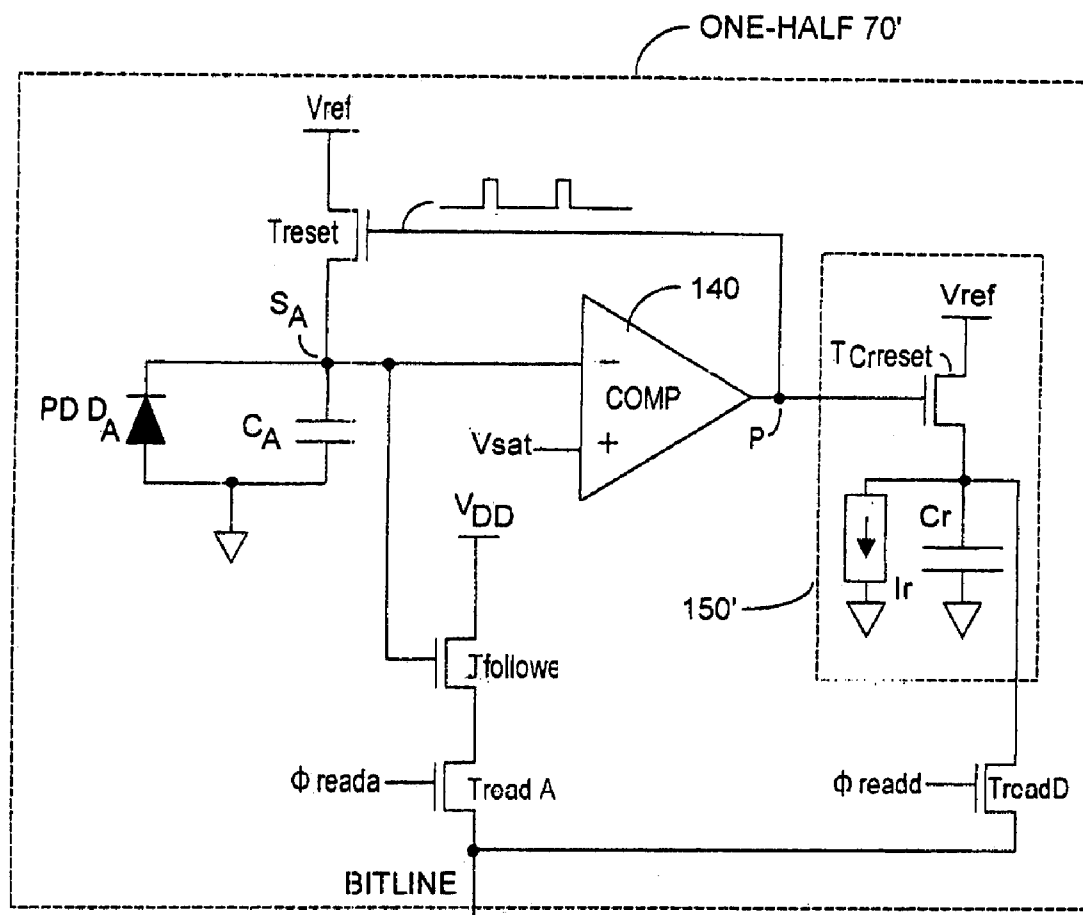 ONE-HALF 70'
Vref
Treset
SA
140
Vref
TCrreset
PD DA
CA
COMP
−
+
Vsat
P
VDD
Cr
Ir
150'
Tfollowe
Φ reada
Tread A
Φ readd
TreadD
BITLINE